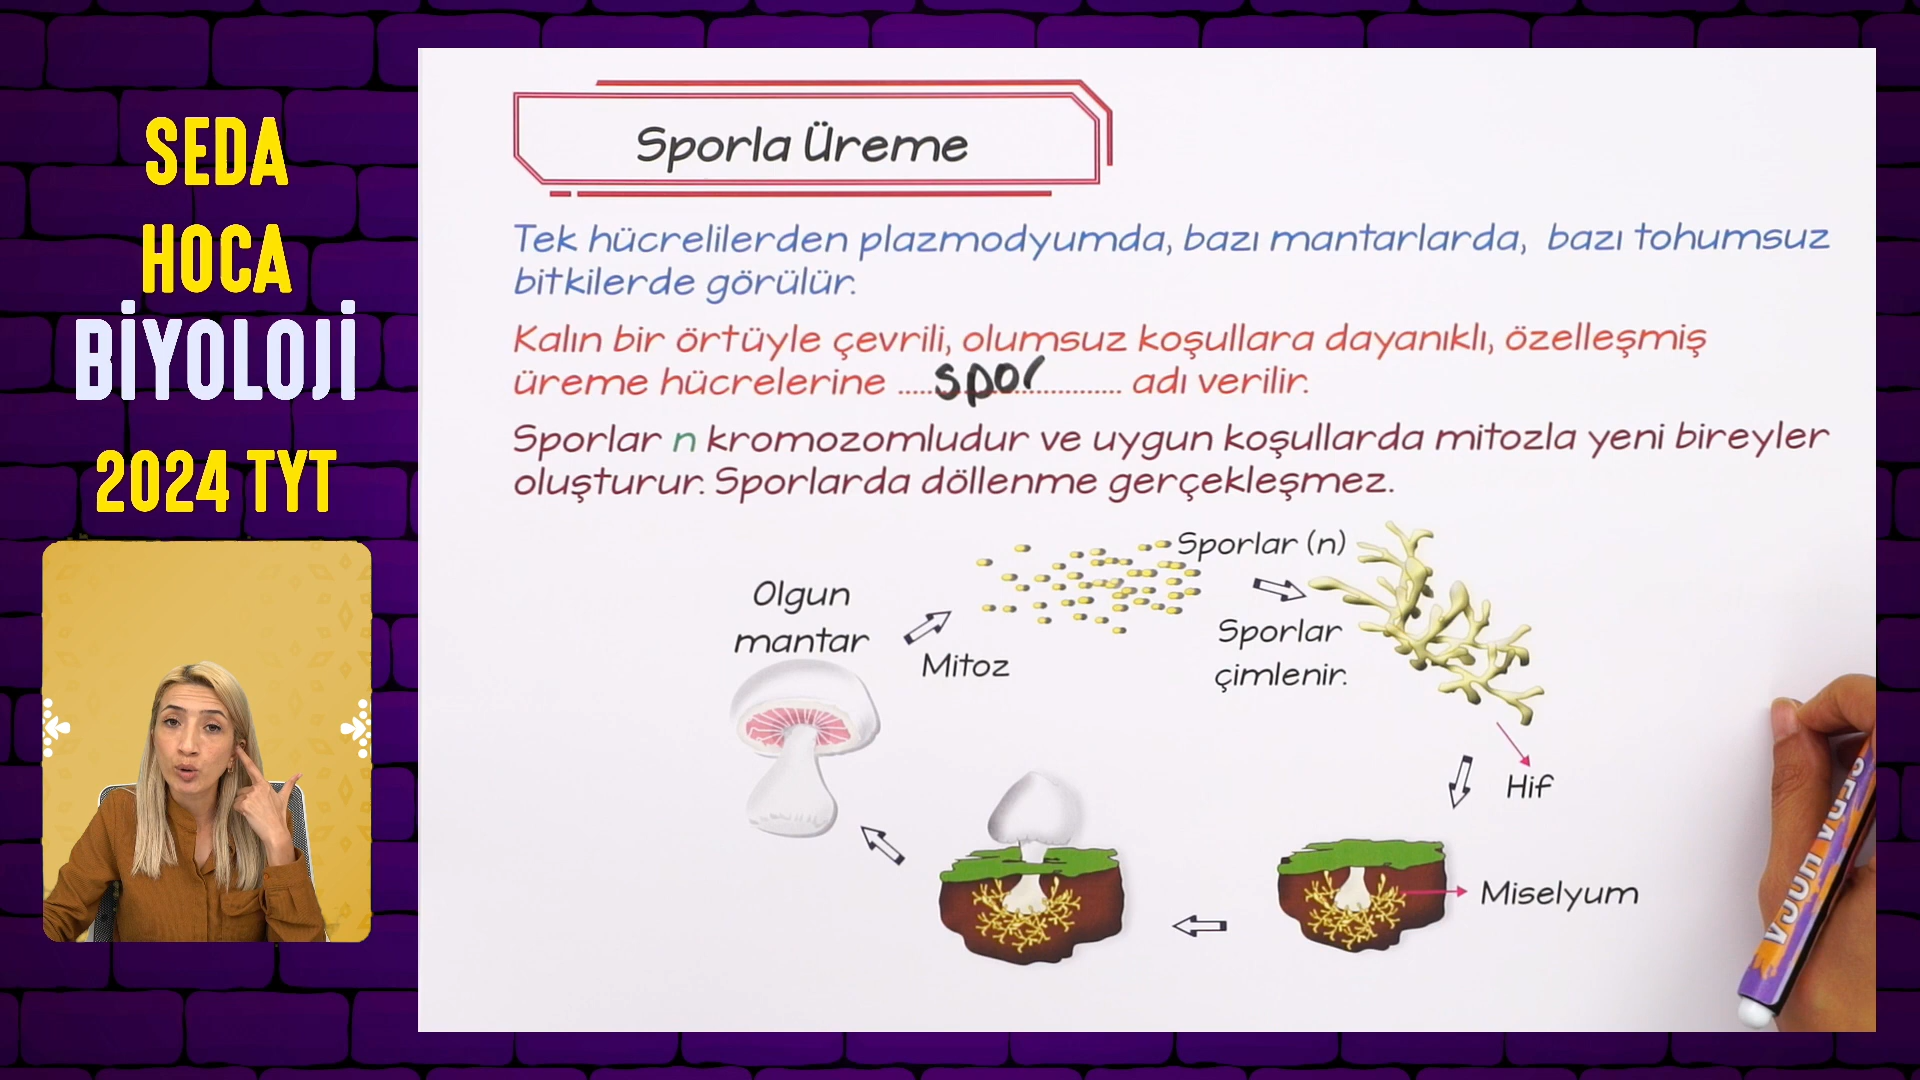 SEDA
HOCA
BİYOLOJİ
2024 TYT
Sporla Üreme
Tek hücrelilerden plazmodyumda, bazı mantarlarda, bazı tohumsuz
bitkilerde görülür.
Kalın bir örtüyle çevrili, olumsuz koşullara dayanıklı, özelleşmiş
üreme hücrelerine ..... spor ............... adı verilir.
Sporlar n kromozomludur ve uygun koşullarda mitozla yeni bireyler
oluşturur. Sporlarda döllenme gerçekleşmez.
Sporlar (n)
Olgun
mantar
Mitoz
Sporlar
çimlenir.
Hif
Miselyum
SEDA HOCA